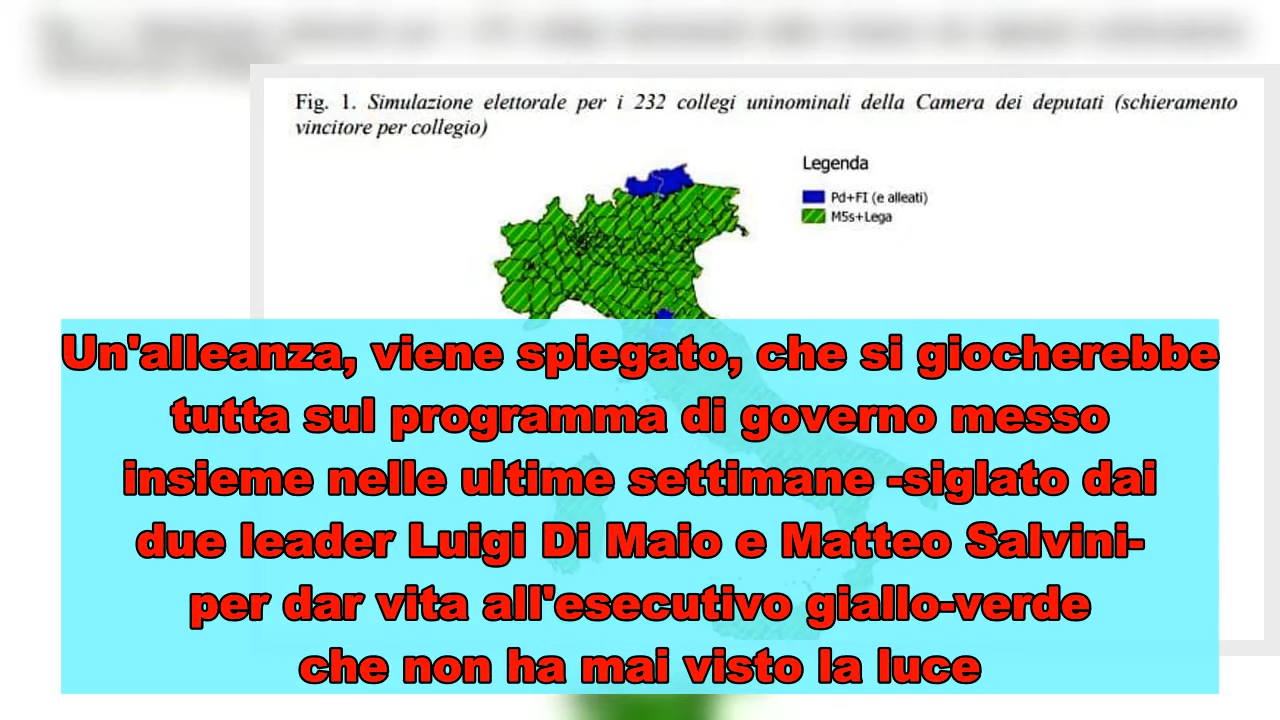 Fig. 1. Simulazione elettorale per i 232 collegi uninominali della Camera dei deputati (schieramento
vincitore per collegio)
Legenda
Pd+FI (e alleati)
M5s+Lega
Un'alleanza, viene spiegato, che si giocherebbe
tutta sul programma di governo messo
insieme nelle ultime settimane -siglato dai
due leader Luigi Di Maio e Matteo Salvini-
per dar vita all'esecutivo giallo-verde
che non ha mai visto la luce